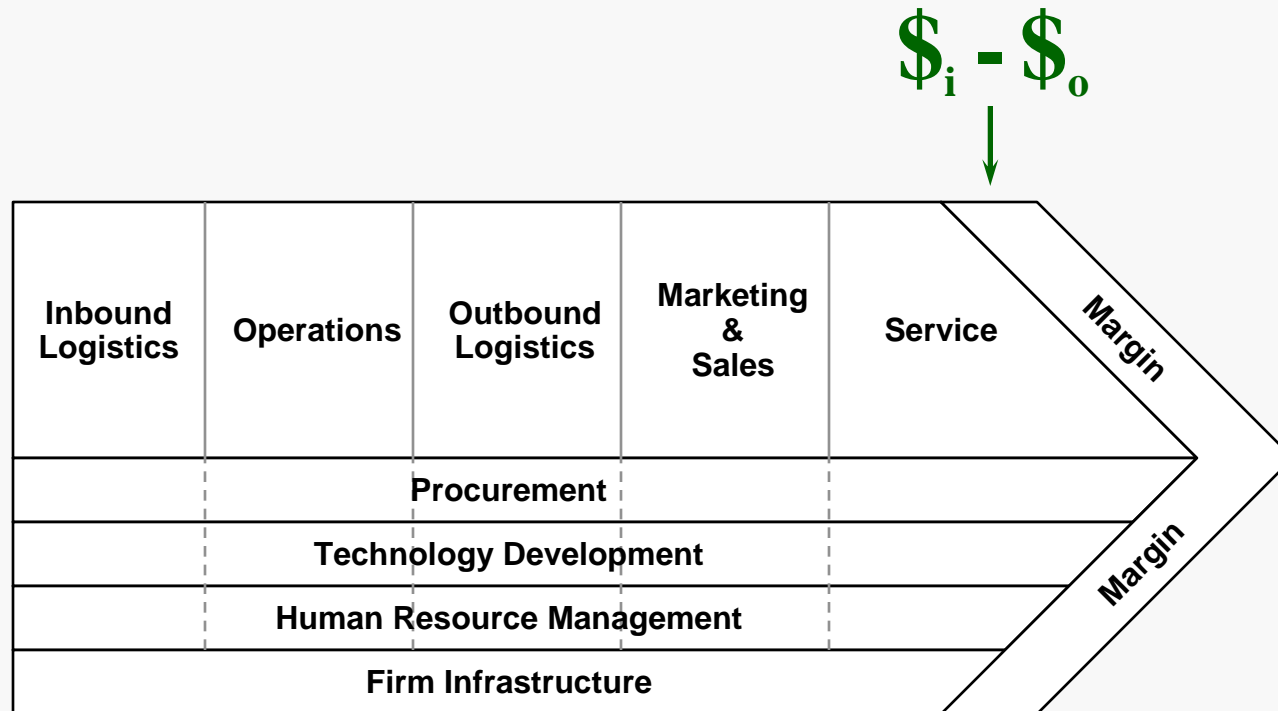 $i - $o
Inbound
Logistics
Operations
Outbound
Logistics
Marketing
&
Sales
Service
Margin
Procurement
Technology Development
Human Resource Management
Firm Infrastructure
Margin